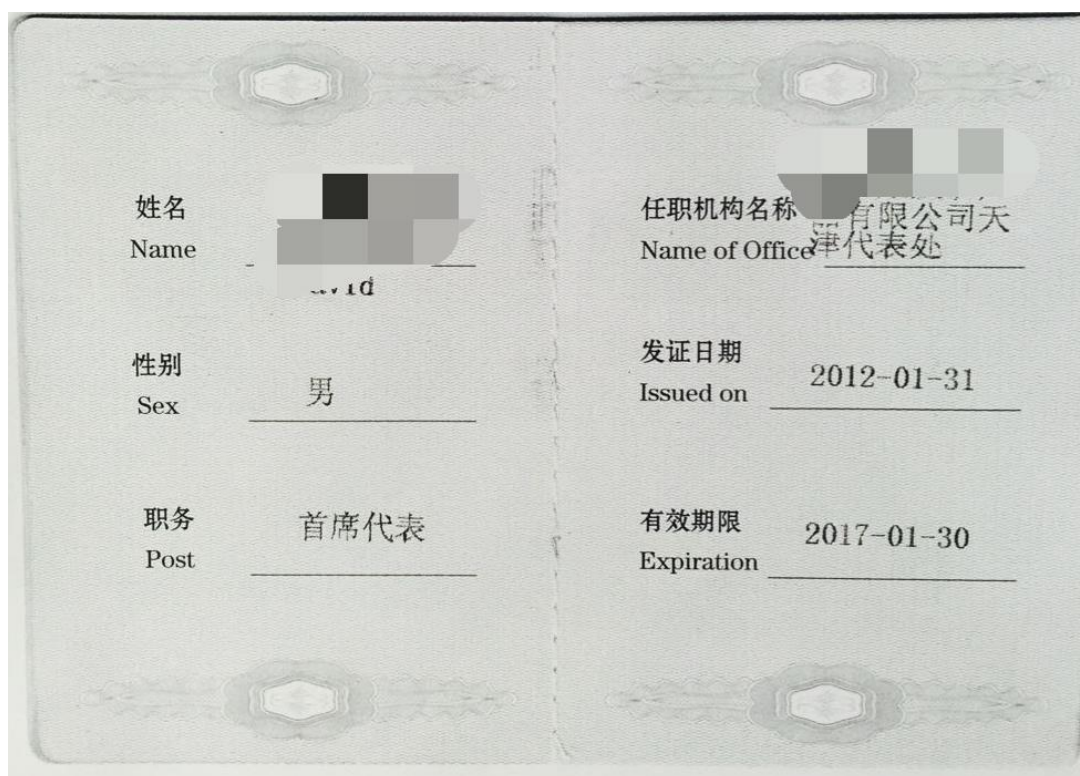 姓名
Name
性别
男
Sex
职务
首席代表
Post
任职机构名称
有限公司天
Name of Office
津代表处
发证日期
2012-01-31
Issued on
有效期限
2017-01-30
Expiration